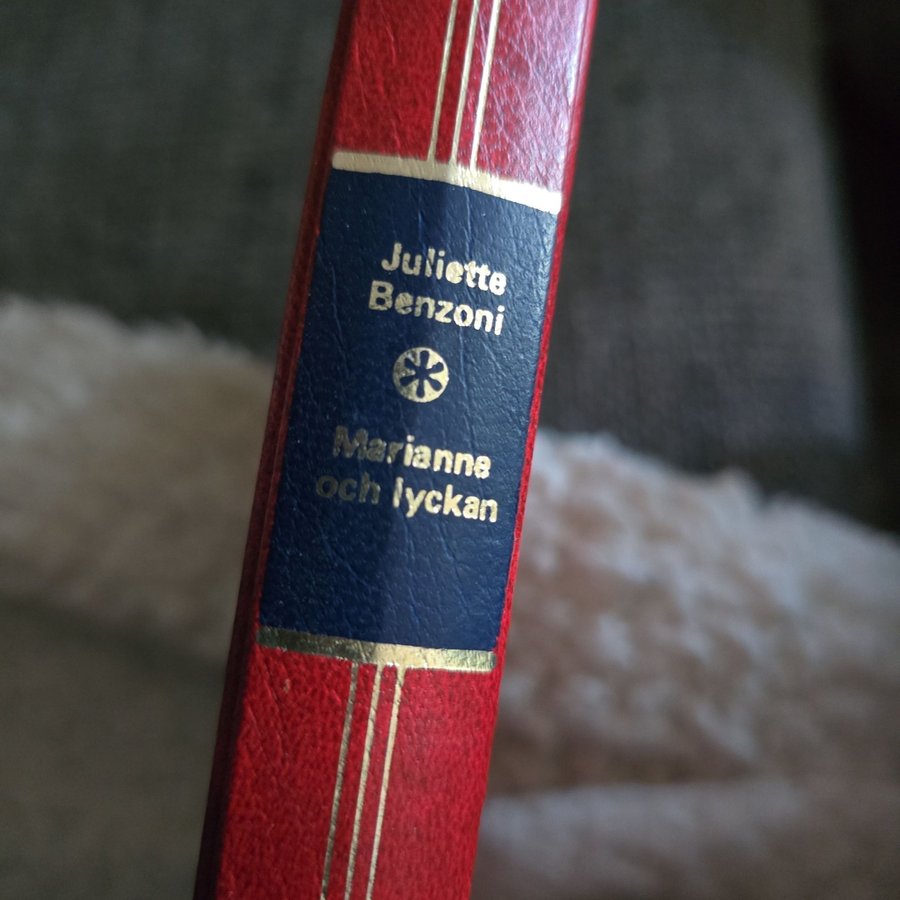 Juliette
Benzoni
Marianne
och lyckan